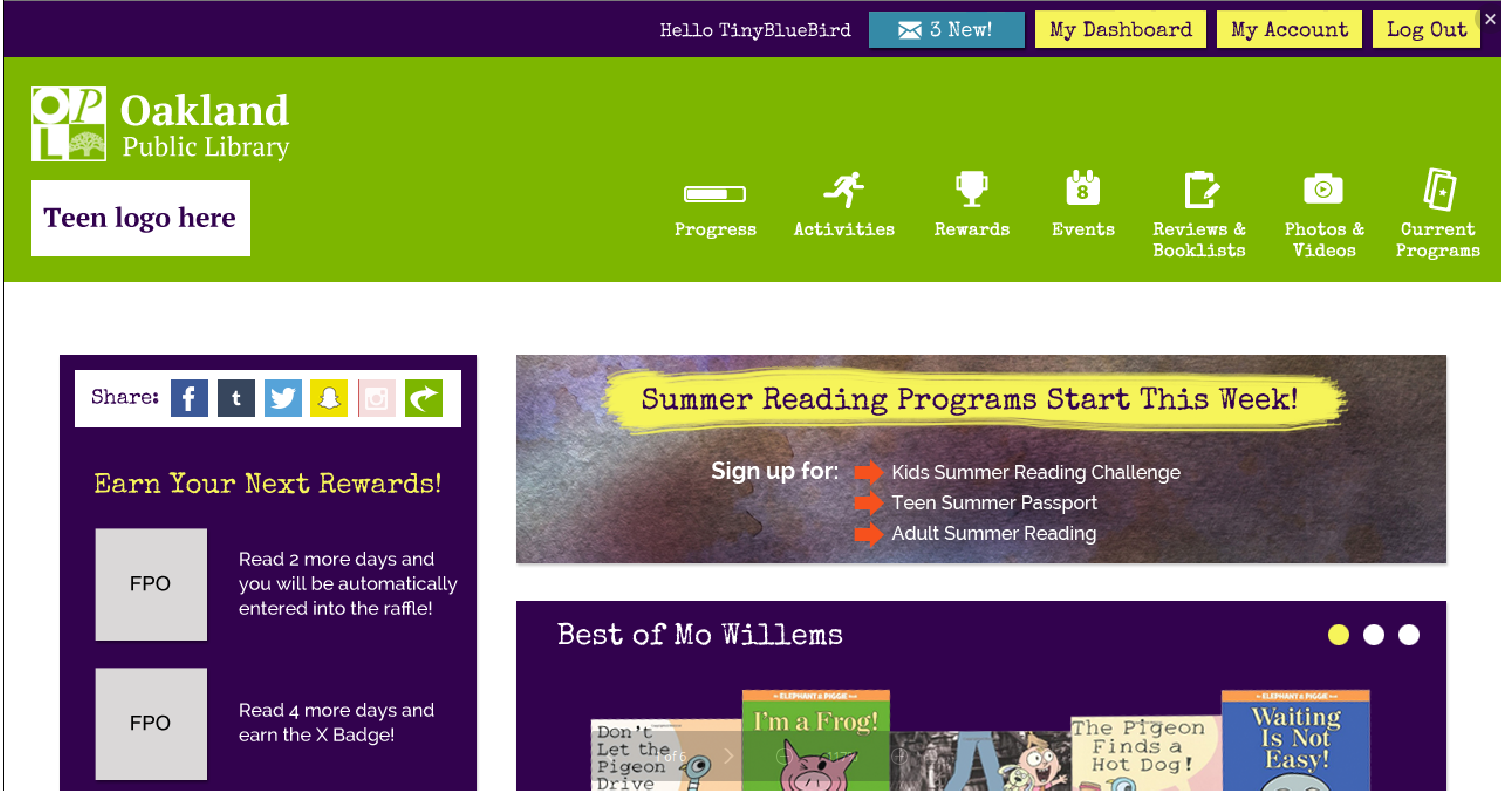 Hello TinyBlueBird
3 New!
My Dashboard
My Account
Log Out
OPL
Oakland
Public Library
Teen logo here
Progress
Activities
Rewards
8
Events
Reviews &
Booklists
Photos &
Videos
Current
Programs
Share:
f
t
Earn Your Next Rewards!
FPO
Read 2 more days and
you will be automatically
entered into the raffle!
FPO
Read 4 more days and
earn the X Badge!
Summer Reading Programs Start This Week!
Sign up for:
Kids Summer Reading Challenge
Teen Summer Passport
Adult Summer Reading
Best of Mo Willems
Don't
Let the
Pigeon
Drive
ELEPHANT & PIGGIE
I'm a Frog!
The Pigeon
Finds a
Hot Dog!
ELEPHANT & PIGGIE
Waiting
Is Not
Easy!
1 of 6